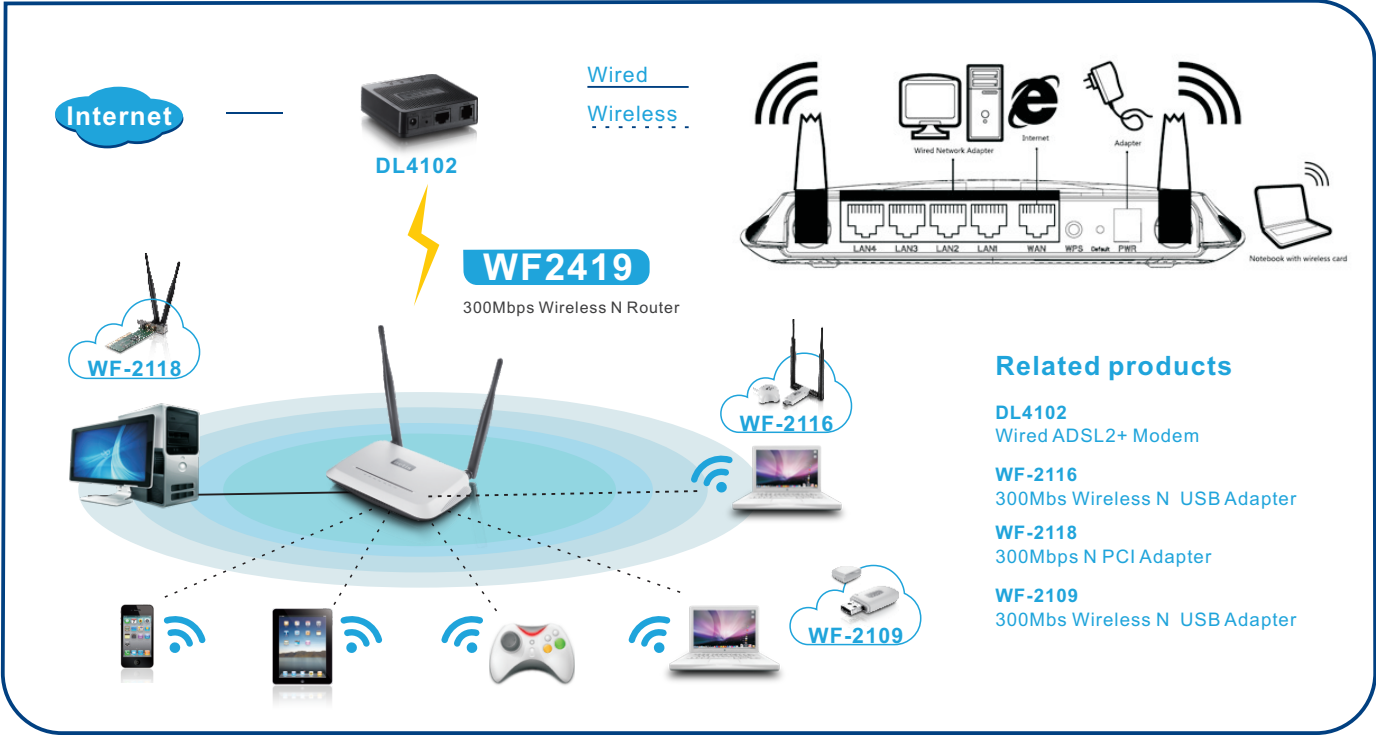 Internet
DL4102
Wired
Wireless
Wired Network Adapter
Internet
Adapter
LAN4 LAN3 LAN2 LAN1 WAN WPS Default PWR
Notebook with wireless card
WF2419
300Mbps Wireless N Router
WF-2118
WF-2116
WF-2109
Related products
DL4102
Wired ADSL2+ Modem
WF-2116
300Mbs Wireless N USB Adapter
WF-2118
300Mbps N PCI Adapter
WF-2109
300Mbs Wireless N USB Adapter